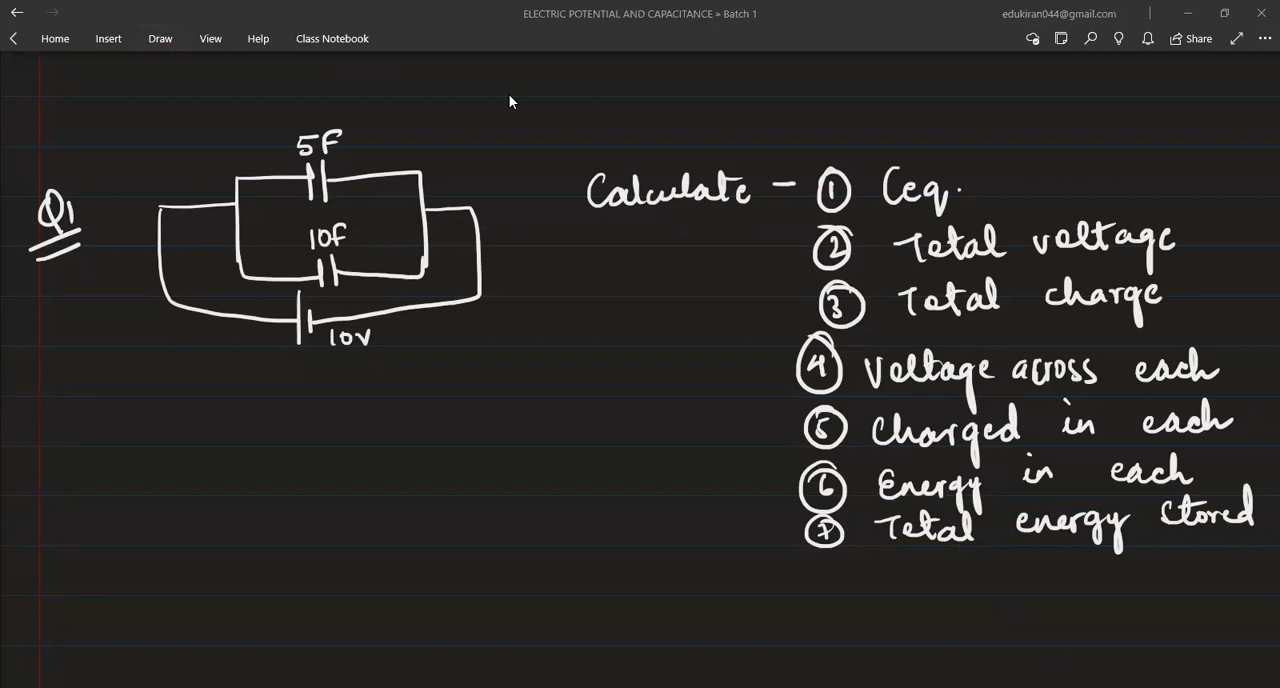 ELECTRIC POTENTIAL AND CAPACITANCE » Batch 1
edukiran044@gmail.com
Home Insert Draw View Help Class Notebook Share
Q1
5F
10F
10V
Calculate - 1 Ceq.
2 Total voltage
3 Total charge
4 Voltage across each
5 Charged in each
6 Energy in each
7 Total energy stored